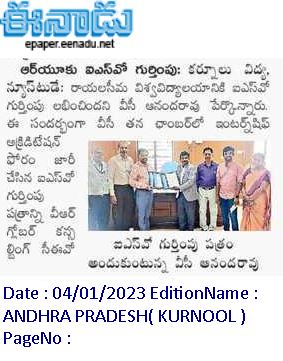 ఈనాడు
epaper.eenadu.net
ఆర్‌యూకు ఐఎస్‌వో గుర్తింపు: కర్నూలు విద్య,
న్యూస్‌టుడే: రాయలసీమ విశ్వవిద్యాలయానికి ఐఎస్‌వో
గుర్తింపు లభించిందని వీసీ ఆనందరావు పేర్కొన్నారు.
ఈ సందర్భంగా వీసీ తన ఛాంబర్‌లో ఇంటర్న్‌షిఫ్
అక్రిడిటేషన్
ఫోరం జారీ
చేసిన ఐఎస్‌వో
గుర్తింపు
పత్రాన్ని వీఆర్
గ్లోబర్ కన్స
ల్టింగ్ సీఈవో
ఐఎస్‌వో గుర్తింపు పత్రం
అందుకుంటున్న వీసీ ఆనందరావు
Date : 04/01/2023 EditionName :
ANDHRA PRADESH( KURNOOL )
PageNo :